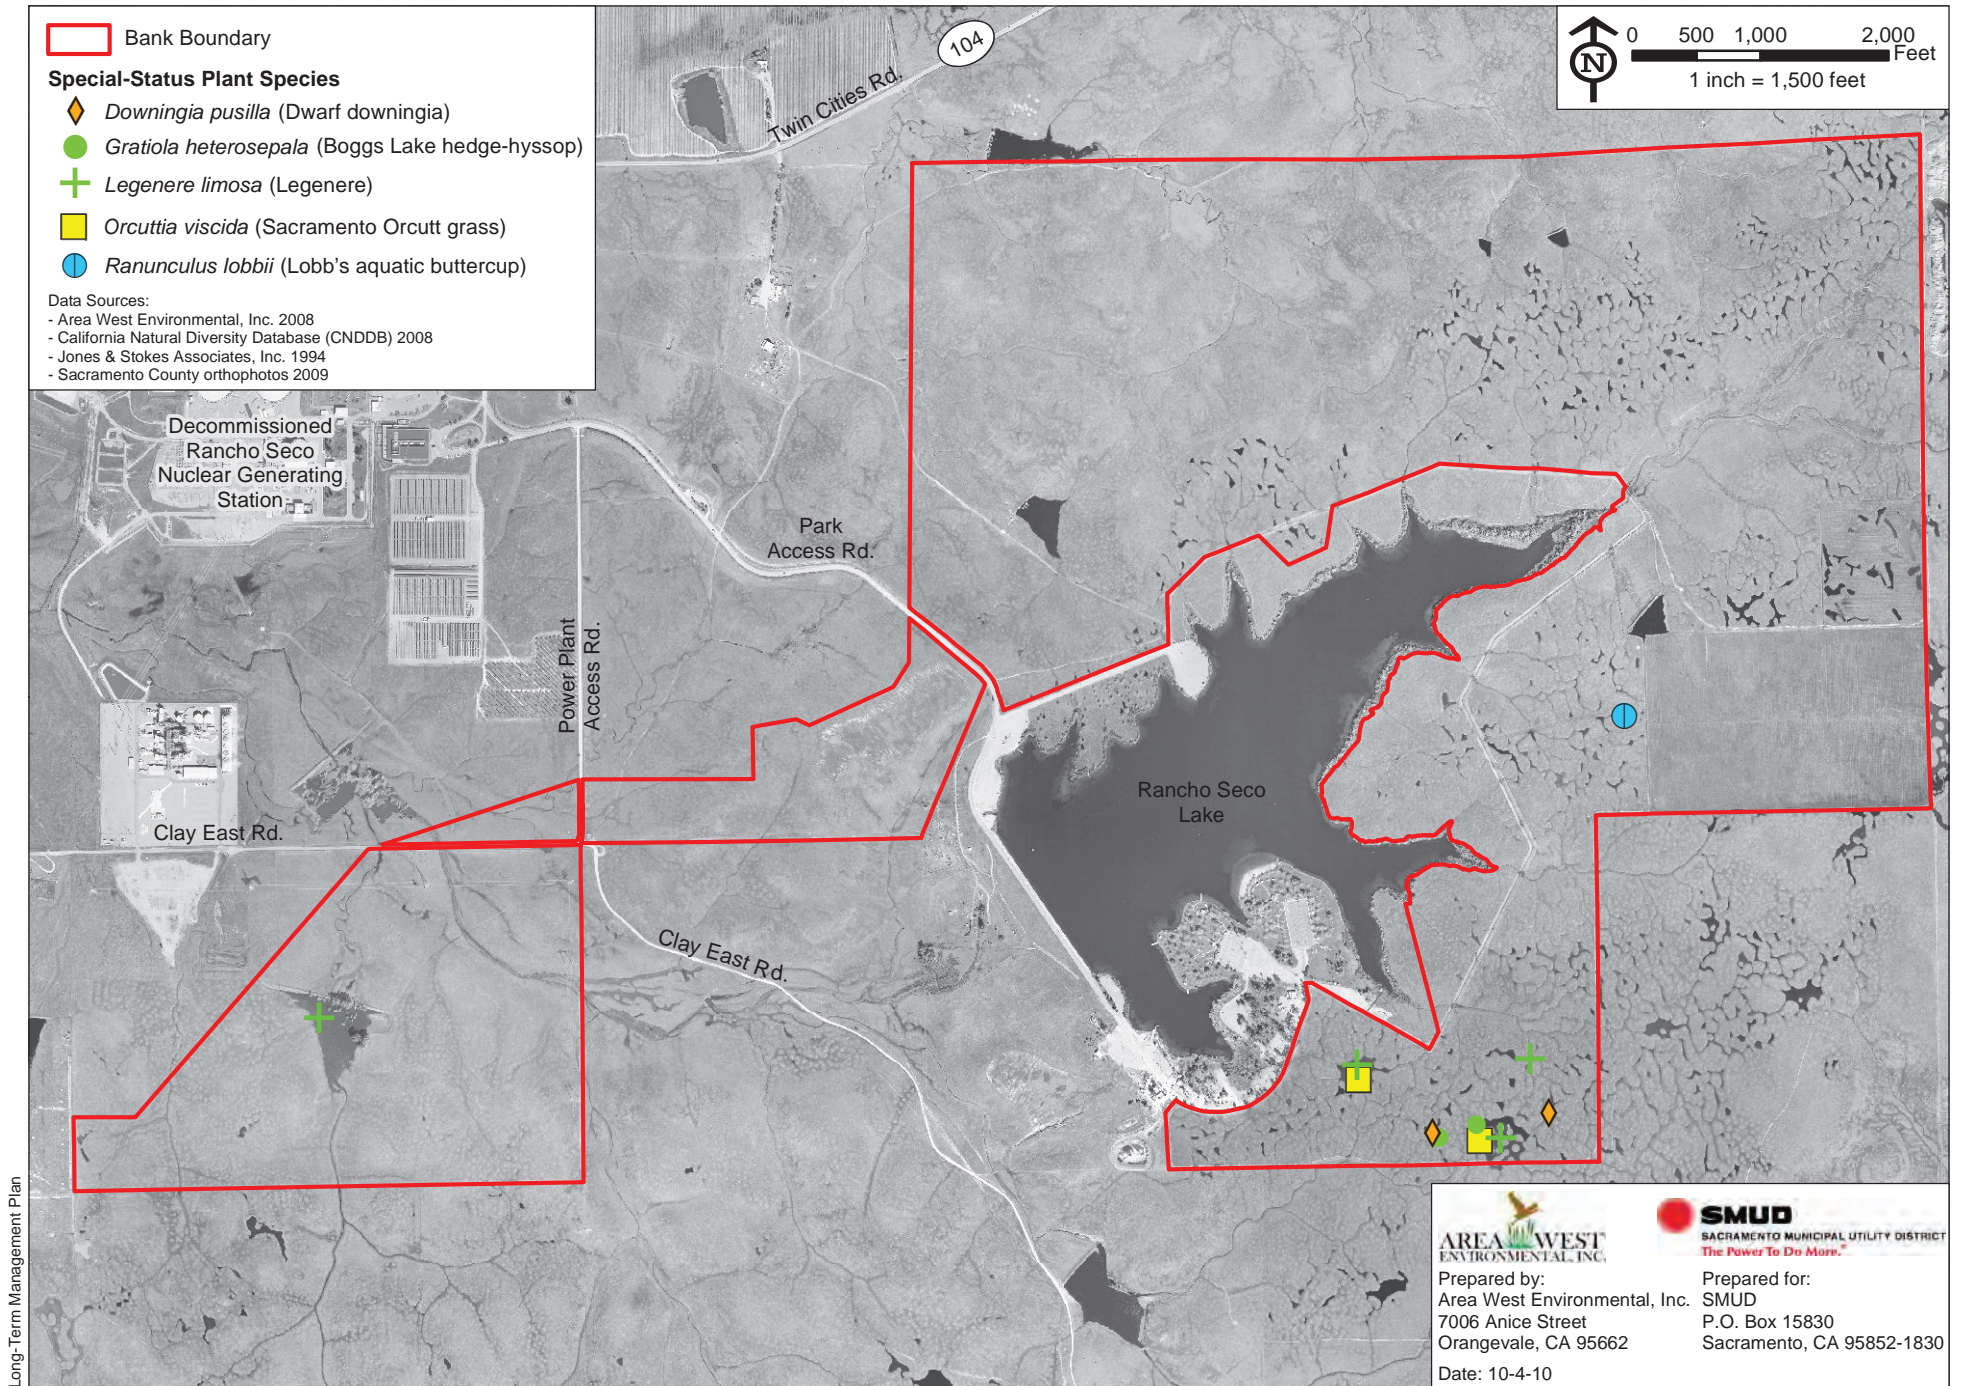 Bank Boundary
Special-Status Plant Species
Downingia pusilla (Dwarf downingia)
Gratiola heterosepala (Boggs Lake hedge-hyssop)
Legenere limosa (Legenere)
Orcuttia viscida (Sacramento Orcutt grass)
Ranunculus lobbii (Lobb's aquatic buttercup)
Data Sources:
- Area West Environmental, Inc. 2008
- California Natural Diversity Database (CNDDB) 2008
- Jones & Stokes Associates, Inc. 1994
- Sacramento County orthophotos 2009
104
Twin Cities Rd.
N
0 500 1,000 2,000
Feet
1 inch = 1,500 feet
Decommissioned
Rancho Seco
Nuclear Generating
Station
Park
Access Rd.
Power Plant
Access Rd.
Clay East Rd.
Rancho Seco
Lake
Clay East Rd.
Long-Term Management Plan
AREA WEST
ENVIRONMENTAL, INC.
SMUD
SACRAMENTO MUNICIPAL UTILITY DISTRICT
The Power To Do More.®
Prepared by:
Area West Environmental, Inc.
7006 Anice Street
Orangevale, CA 95662
Date: 10-4-10
Prepared for:
SMUD
P.O. Box 15830
Sacramento, CA 95852-1830